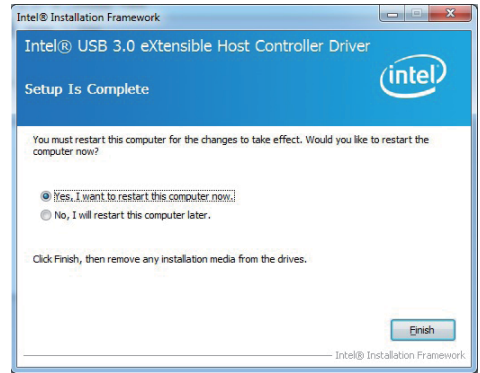 Intel® Installation Framework
Intel® USB 3.0 eXtensible Host Controller Driver
Setup Is Complete
intel
You must restart this computer for the changes to take effect. Would you like to restart the
computer now?
Yes, I want to restart this computer now.
No, I will restart this computer later.
Click Finish, then remove any installation media from the drives.
Finish
Intel® Installation Framework